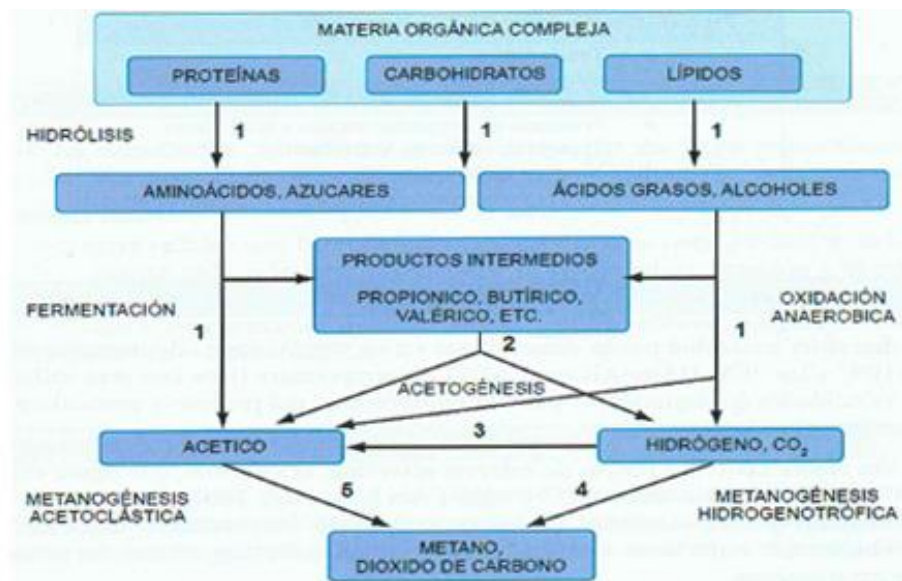 MATERIA ORGÁNICA COMPLEJA
PROTEÍNAS
CARBOHIDRATOS
LÍPIDOS
HIDRÓLISIS
1
1
1
AMINOÁCIDOS, AZUCARES
ÁCIDOS GRASOS, ALCOHOLES
PRODUCTOS INTERMEDIOS
PROPIONICO, BUTÍRICO,
VALÉRICO, ETC.
FERMENTACIÓN
OXIDACIÓN
ANAEROBICA
1
2
1
ACETOGÉNESIS
ACETICO
3
HIDRÓGENO, CO₂
METANOGÉNESIS
ACETOCLÁSTICA
5
4
METANOGÉNESIS
HIDROGENOTRÓFICA
METANO,
DIOXIDO DE CARBONO